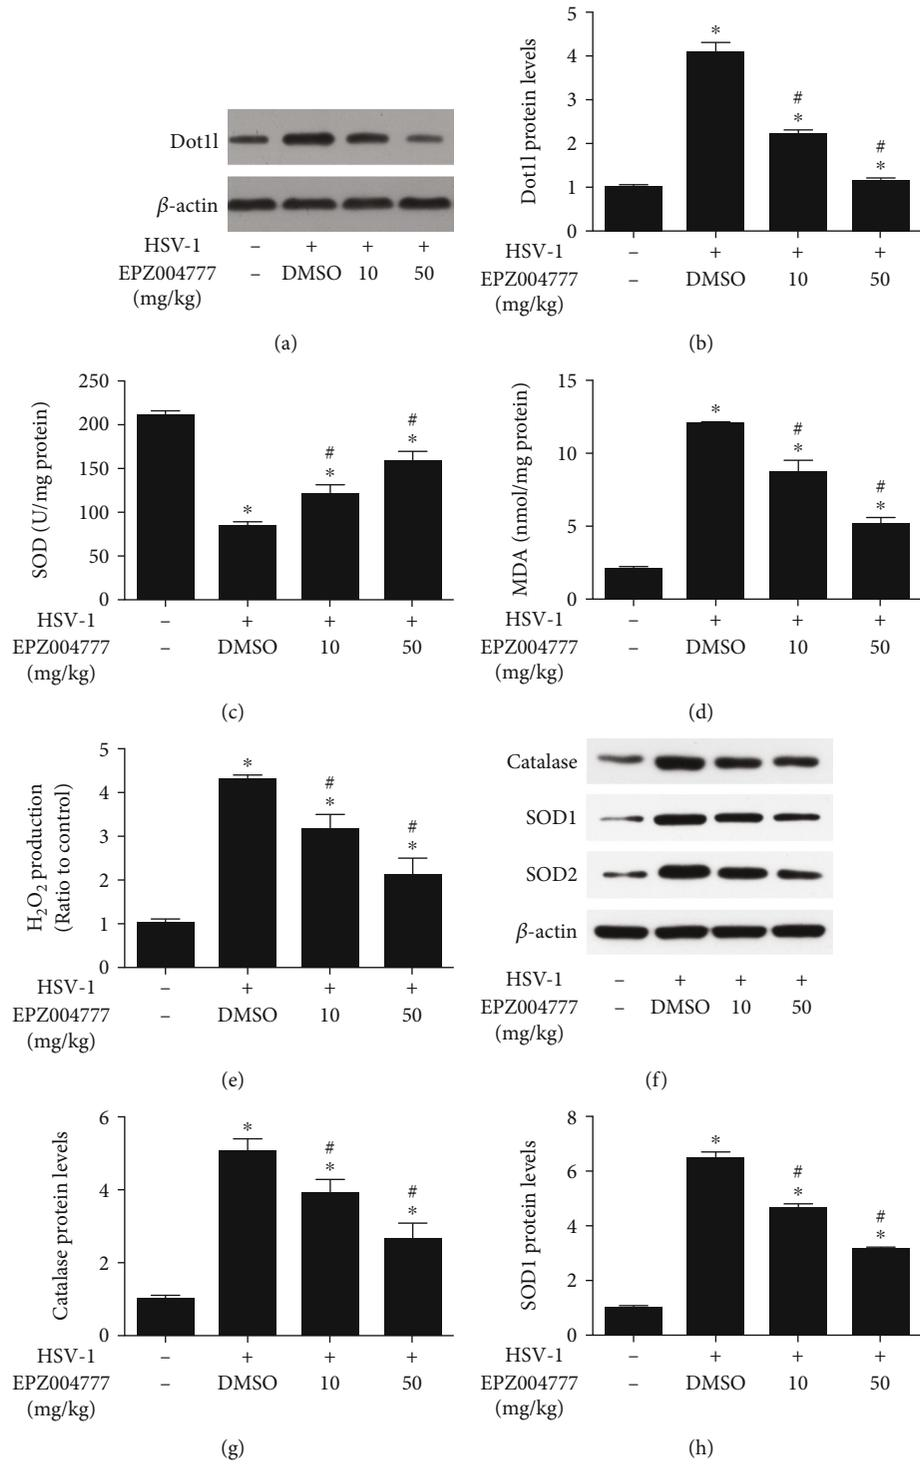 Dot1l
β-actin
HSV-1 – + + +
EPZ004777 – DMSO 10 50
(mg/kg)
(a)
Dot1l protein levels
5
4
3
2
1
0
*
#
*
#
*
HSV-1 – + + +
EPZ004777 – DMSO 10 50
(mg/kg)
(b)
SOD (U/mg protein)
250
200
150
100
50
0
*
#
*
#
*
HSV-1 – + + +
EPZ004777 – DMSO 10 50
(mg/kg)
(c)
MDA (nmol/mg protein)
15
10
5
0
*
#
*
#
*
HSV-1 – + + +
EPZ004777 – DMSO 10 50
(mg/kg)
(d)
H₂O₂ production
(Ratio to control)
5
4
3
2
1
0
*
#
*
#
*
HSV-1 – + + +
EPZ004777 – DMSO 10 50
(mg/kg)
(e)
Catalase
SOD1
SOD2
β-actin
HSV-1 – + + +
EPZ004777 – DMSO 10 50
(mg/kg)
(f)
Catalase protein levels
6
4
2
0
*
#
*
#
*
HSV-1 – + + +
EPZ004777 – DMSO 10 50
(mg/kg)
(g)
SOD1 protein levels
8
6
4
2
0
*
#
*
#
*
HSV-1 – + + +
EPZ004777 – DMSO 10 50
(mg/kg)
(h)